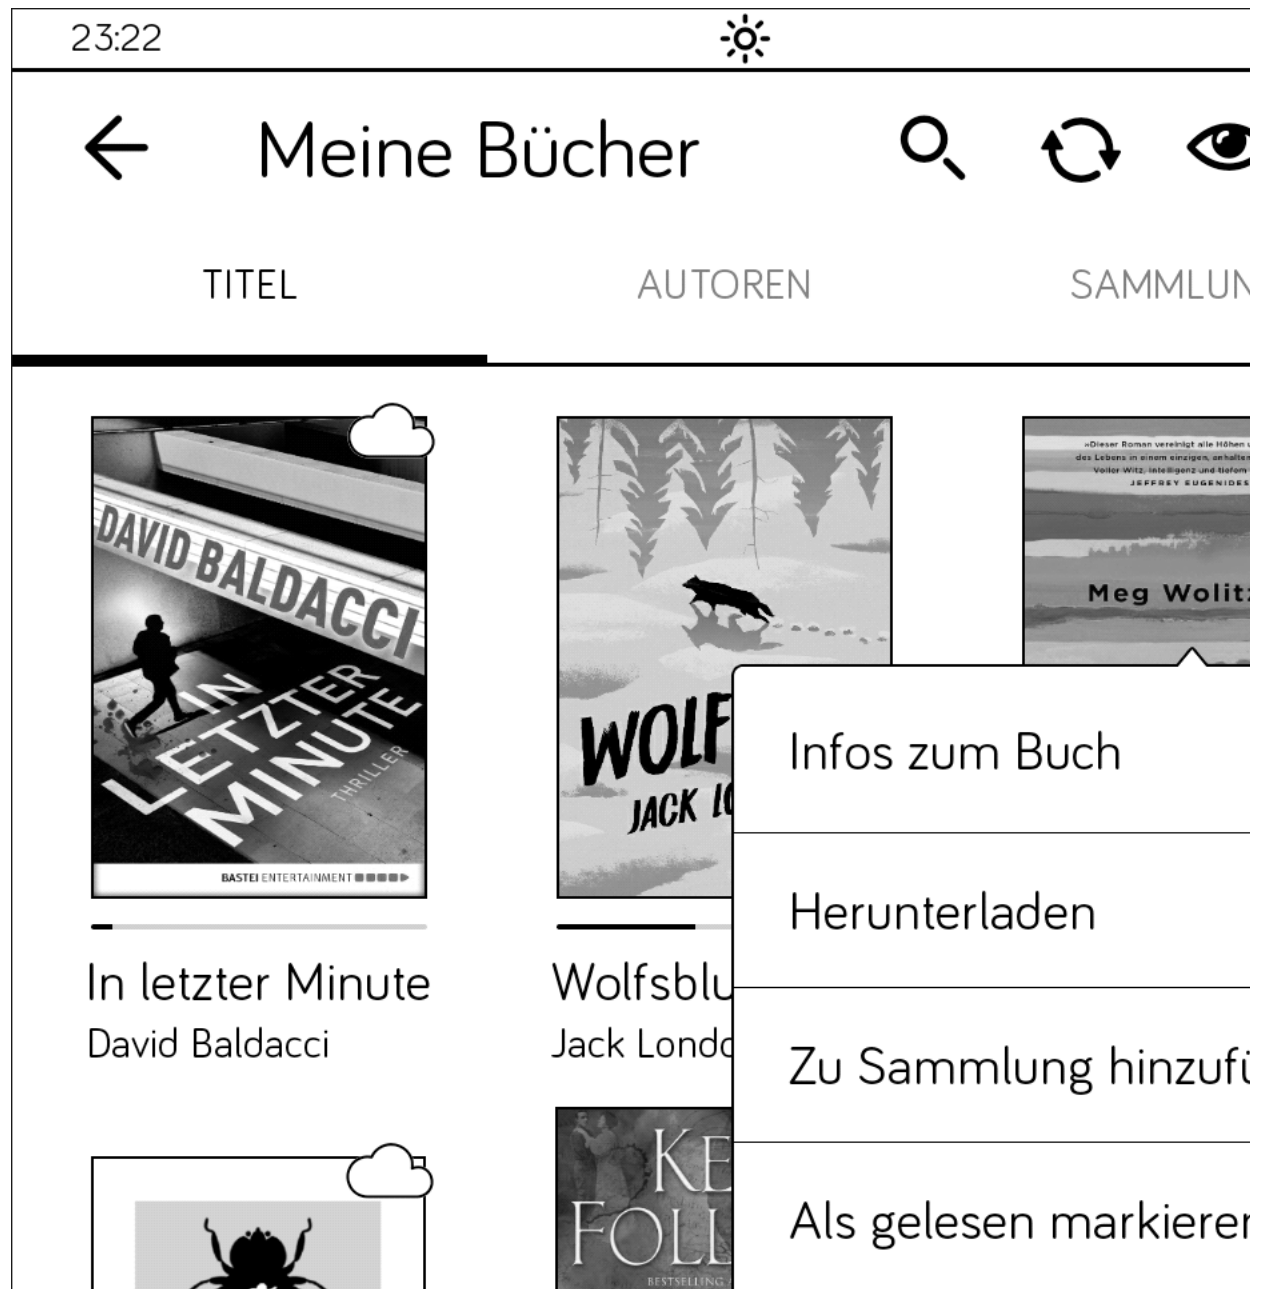 23:22
Meine Bücher
TITEL
AUTOREN
SAMMLUN
DAVID BALDACCI
IN
LETZTER
MINUTE
THRILLER
BASTEI ENTERTAINMENT
In letzter Minute
David Baldacci
WOLF
JACK LO
Wolfsblu
Jack Londo
»Dieser Roman vereinigt alle Höhen u
des Lebens in einem einzigen, anhalten
Voller Witz, Intelligenz und tiefem
JEFFREY EUGENIDES
Meg Wolitz
Infos zum Buch
Herunterladen
Zu Sammlung hinzufü
Als gelesen markieren
KE
FOLL
BESTSELLING